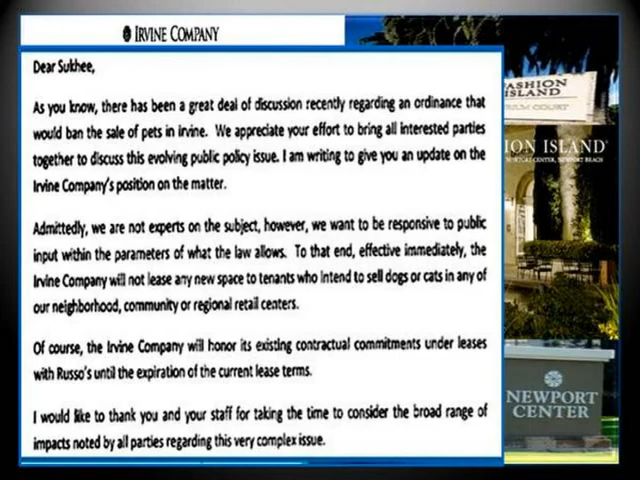 IRVINE COMPANY
Dear Sukhee,
As you know, there has been a great deal of discussion recently regarding an ordinance that
would ban the sale of pets in Irvine. We appreciate your effort to bring all interested parties
together to discuss this evolving public policy issue. I am writing to give you an update on the
Irvine Company's position on the matter.
Admittedly, we are not experts on the subject, however, we want to be responsive to public
input within the parameters of what the law allows. To that end, effective immediately, the
Irvine Company will not lease any new space to tenants who intend to sell dogs or cats in any of
our neighborhood, community or regional retail centers.
Of course, the Irvine Company will honor its existing contractual commitments under leases
with Russo's until the expiration of the current lease terms.
I would like to thank you and your staff for taking the time to consider the broad range of
impacts noted by all parties regarding this very complex issue.
FASHION
ISLAND
COURT
ION ISLAND
NEWPORT CENTER, NEWPORT BEACH
NEWPORT
CENTER